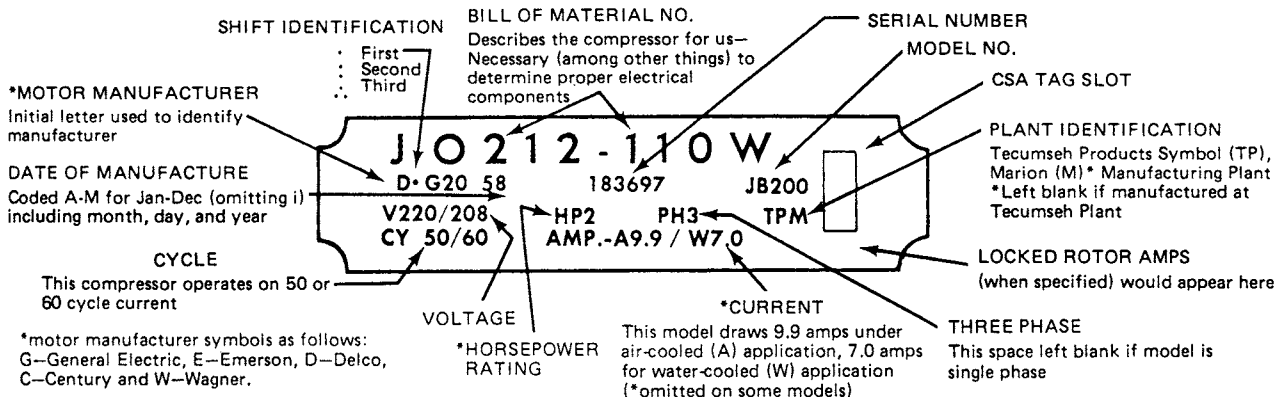 SHIFT IDENTIFICATION
· First
: Second
∴ Third
BILL OF MATERIAL NO.
Describes the compressor for us—
Necessary (among other things) to
determine proper electrical
components
SERIAL NUMBER
MODEL NO.
CSA TAG SLOT
*MOTOR MANUFACTURER
Initial letter used to identify
manufacturer
PLANT IDENTIFICATION
Tecumseh Products Symbol (TP),
Marion (M)* Manufacturing Plant
*Left blank if manufactured at
Tecumseh Plant
DATE OF MANUFACTURE
Coded A-M for Jan-Dec (omitting i)
including month, day, and year
JO212-110W
D· G20 58 183697 JB200
V220/208 HP2 PH3 TPM
CY 50/60 AMP.-A9.9 / W7.0
CYCLE
This compressor operates on 50 or
60 cycle current
LOCKED ROTOR AMPS
(when specified) would appear here
VOLTAGE
*HORSEPOWER
RATING
*CURRENT
This model draws 9.9 amps under
air-cooled (A) application, 7.0 amps
for water-cooled (W) application
(*omitted on some models)
THREE PHASE
This space left blank if model is
single phase
*motor manufacturer symbols as follows:
G—General Electric, E—Emerson, D—Delco,
C—Century and W—Wagner.